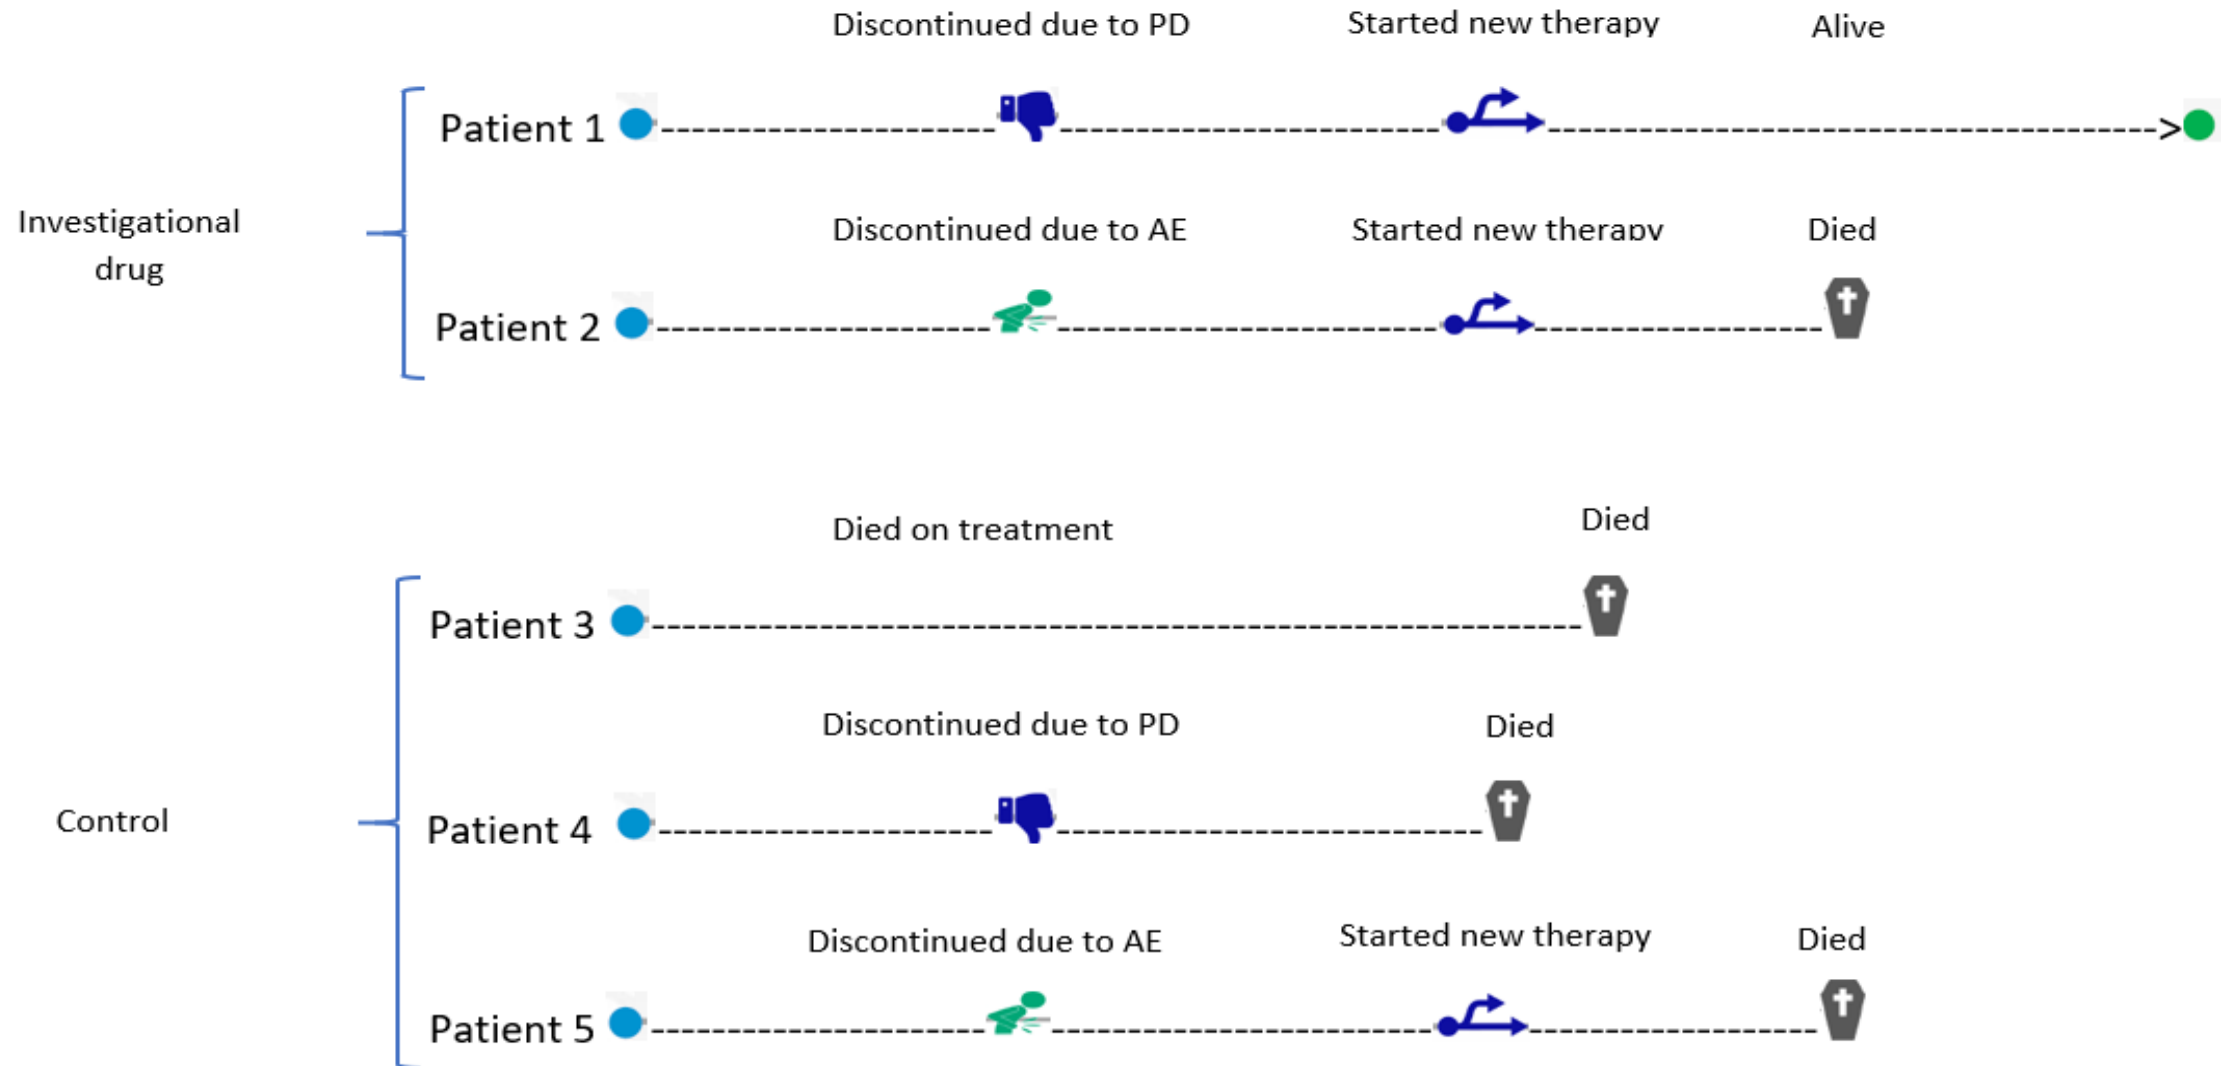 Discontinued due to PD Started new therapy Alive
Patient 1
Investigational
drug
Discontinued due to AE Started new therapy Died
Patient 2
Died on treatment Died
Patient 3
Discontinued due to PD Died
Control
Patient 4
Discontinued due to AE Started new therapy Died
Patient 5